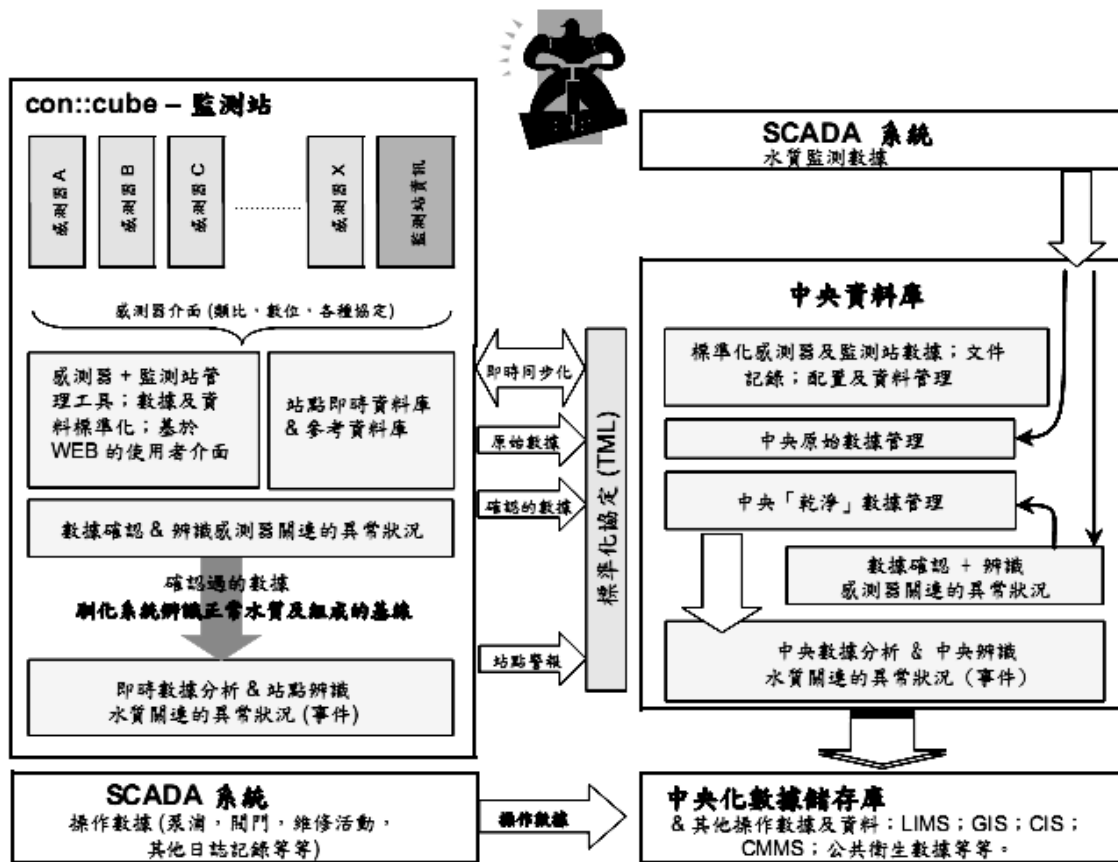 con::cube – 監測站
感測器 A
感測器 B
感測器 C
感測器 X
監測站資訊
感測器介面 (類比、數位、各種協定)
感測器 + 監測站管
理工具；數據及資
料標準化；基於
WEB 的使用者介面
站點即時資料庫
& 參考資料庫
數據確認 & 辨識感測器關連的異常狀況
確認過的數據
馴化系統辨識正常水质及組成的基線
即時數據分析 & 站點辨識
水質關連的異常狀況 (事件)
SCADA 系統
操作數據 (泵浦，閥門，維修活動，
其他日誌記錄等等)
即時同步化
原始數據
確認的數據
站點警報
操作數據
標準化協定 (TML)
SCADA 系統
水質監測數據
中央資料庫
標準化感測器及監測站數據；文件
記錄；配置及資料管理
中央原始數據管理
中央「乾淨」數據管理
數據確認 + 辨識
感測器關連的異常狀況
中央數據分析 & 中央辨識
水質關連的異常狀況（事件）
中央化數據儲存庫
& 其他操作數據及資料：LIMS；GIS；CIS；
CMMS；公共衛生數據等等。